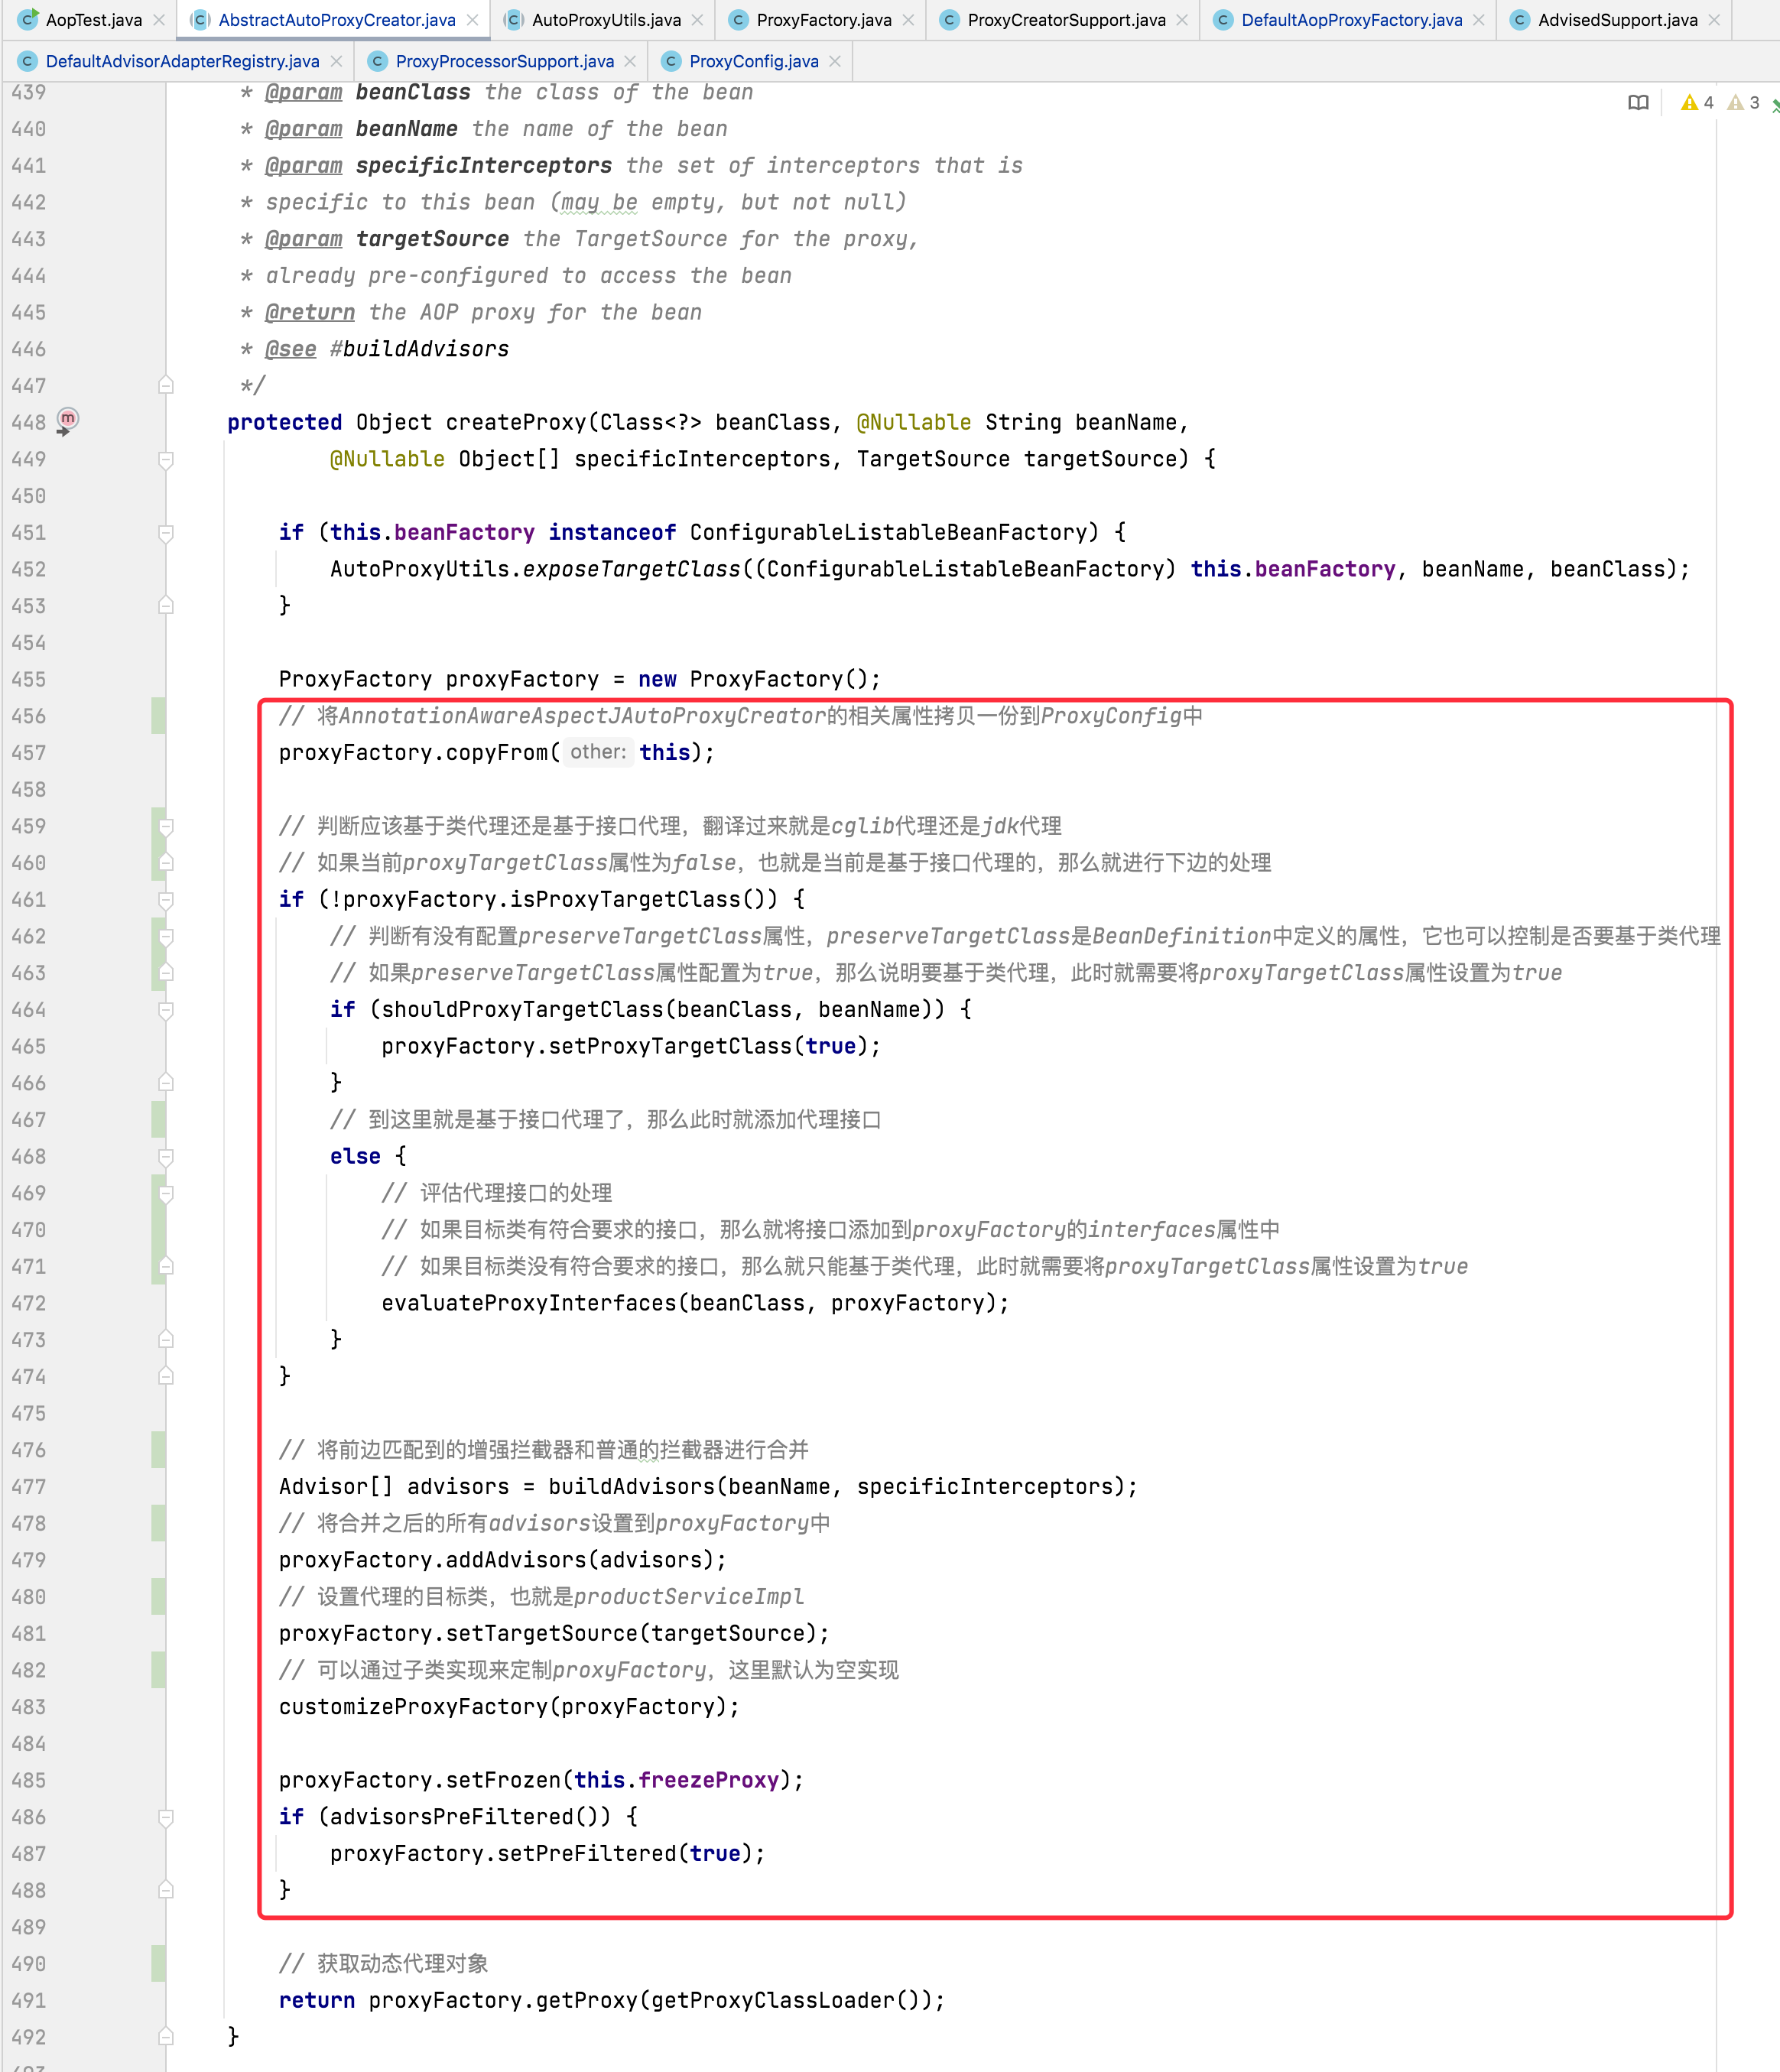 AopTest.java AbstractAutoProxyCreator.java AutoProxyUtils.java ProxyFactory.java ProxyCreatorSupport.java DefaultAopProxyFactory.java AdvisedSupport.java
DefaultAdvisorAdapterRegistry.java ProxyProcessorSupport.java ProxyConfig.java
4 3
439 * @param beanClass the class of the bean
440 * @param beanName the name of the bean
441 * @param specificInterceptors the set of interceptors that is
442 * specific to this bean (may be empty, but not null)
443 * @param targetSource the TargetSource for the proxy,
444 * already pre-configured to access the bean
445 * @return the AOP proxy for the bean
446 * @see #buildAdvisors
447 */
448 protected Object createProxy(Class<?> beanClass, @Nullable String beanName,
449 @Nullable Object[] specificInterceptors, TargetSource targetSource) {
450
451 if (this.beanFactory instanceof ConfigurableListableBeanFactory) {
452 AutoProxyUtils.exposeTargetClass((ConfigurableListableBeanFactory) this.beanFactory, beanName, beanClass);
453 }
454
455 ProxyFactory proxyFactory = new ProxyFactory();
456 // 将AnnotationAwareAspectJAutoProxyCreator的相关属性拷贝一份到ProxyConfig中
457 proxyFactory.copyFrom( other: this);
458
459 // 判断应该基于类代理还是基于接口代理，翻译过来就是cglib代理还是jdk代理
460 // 如果当前proxyTargetClass属性为false，也就是当前是基于接口代理的，那么就进行下边的处理
461 if (!proxyFactory.isProxyTargetClass()) {
462 // 判断有没有配置preserveTargetClass属性，preserveTargetClass是BeanDefinition中定义的属性，它也可以控制是否要基于类代理
463 // 如果preserveTargetClass属性配置为true，那么说明要基于类代理，此时就需要将proxyTargetClass属性设置为true
464 if (shouldProxyTargetClass(beanClass, beanName)) {
465 proxyFactory.setProxyTargetClass(true);
466 }
467 // 到这里就是基于接口代理了，那么此时就添加代理接口
468 else {
469 // 评估代理接口的处理
470 // 如果目标类有符合要求的接口，那么就将接口添加到proxyFactory的interfaces属性中
471 // 如果目标类没有符合要求的接口，那么就只能基于类代理，此时就需要将proxyTargetClass属性设置为true
472 evaluateProxyInterfaces(beanClass, proxyFactory);
473 }
474 }
475
476 // 将前边匹配到的增强拦截器和普通的拦截器进行合并
477 Advisor[] advisors = buildAdvisors(beanName, specificInterceptors);
478 // 将合并之后的所有advisors设置到proxyFactory中
479 proxyFactory.addAdvisors(advisors);
480 // 设置代理的目标类，也就是productServiceImpl
481 proxyFactory.setTargetSource(targetSource);
482 // 可以通过子类实现来定制proxyFactory，这里默认为空实现
483 customizeProxyFactory(proxyFactory);
484
485 proxyFactory.setFrozen(this.freezeProxy);
486 if (advisorsPreFiltered()) {
487 proxyFactory.setPreFiltered(true);
488 }
489
490 // 获取动态代理对象
491 return proxyFactory.getProxy(getProxyClassLoader());
492 }